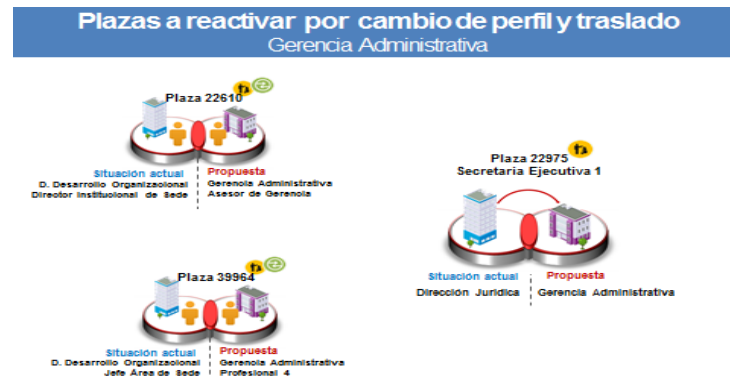 Plazas a reactivar por cambio de perfil y traslado
Gerencia Administrativa
Plaza 22610
Situación actual
D. Desarrollo Organizacional
Director Institucional de Sede
Propuesta
Gerencia Administrativa
Asesor de Gerencia
Plaza 22975
Secretaria Ejecutiva 1
Situación actual
Dirección Jurídica
Propuesta
Gerencia Administrativa
Plaza 39964
Situación actual
D. Desarrollo Organizacional
Jefe Área de Sede
Propuesta
Gerencia Administrativa
Profesional 4